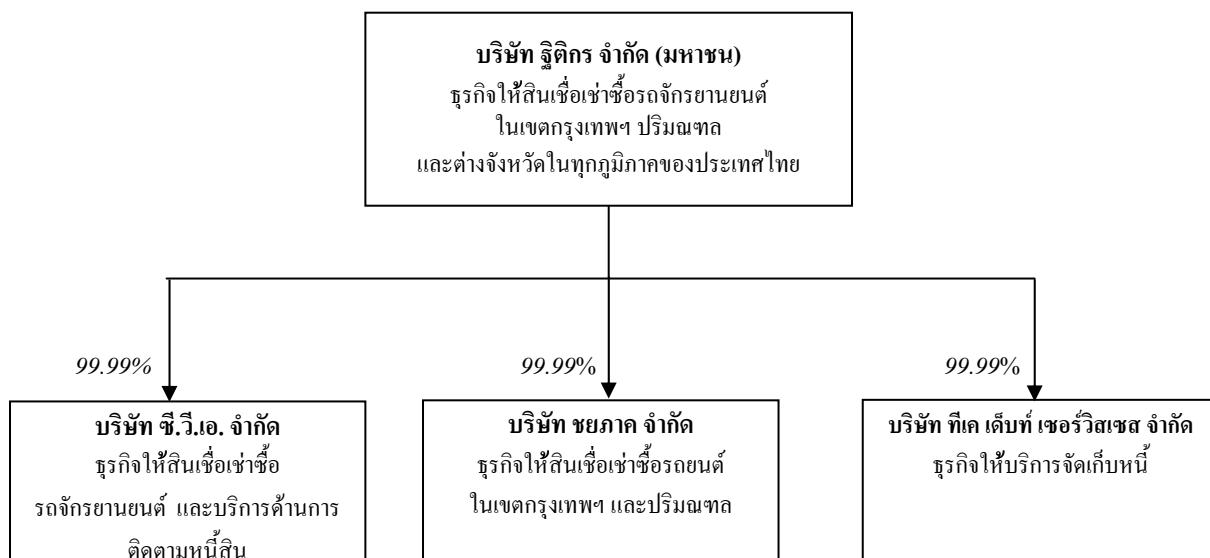 บริษัท ฐิติกร จำกัด (มหาชน)
ธุรกิจให้สินเชื่อเช่าซื้อรถจักรยานยนต์
ในเขตกรุงเทพฯ ปริมณฑล
และต่างจังหวัดในทุกภูมิภาคของประเทศไทย
99.99%
99.99%
99.99%
บริษัท ซี.วี.เอ. จำกัด
ธุรกิจให้สินเชื่อเช่าซื้อ
รถจักรยานยนต์ และบริการด้านการ
ติดตามหนี้สิน
บริษัท ชยภาค จำกัด
ธุรกิจให้สินเชื่อเช่าซื้อรถยนต์
ในเขตกรุงเทพฯ และปริมณฑล
บริษัท ทีเค เด็บท์ เซอร์วิสเซส จำกัด
ธุรกิจให้บริการจัดเก็บหนี้